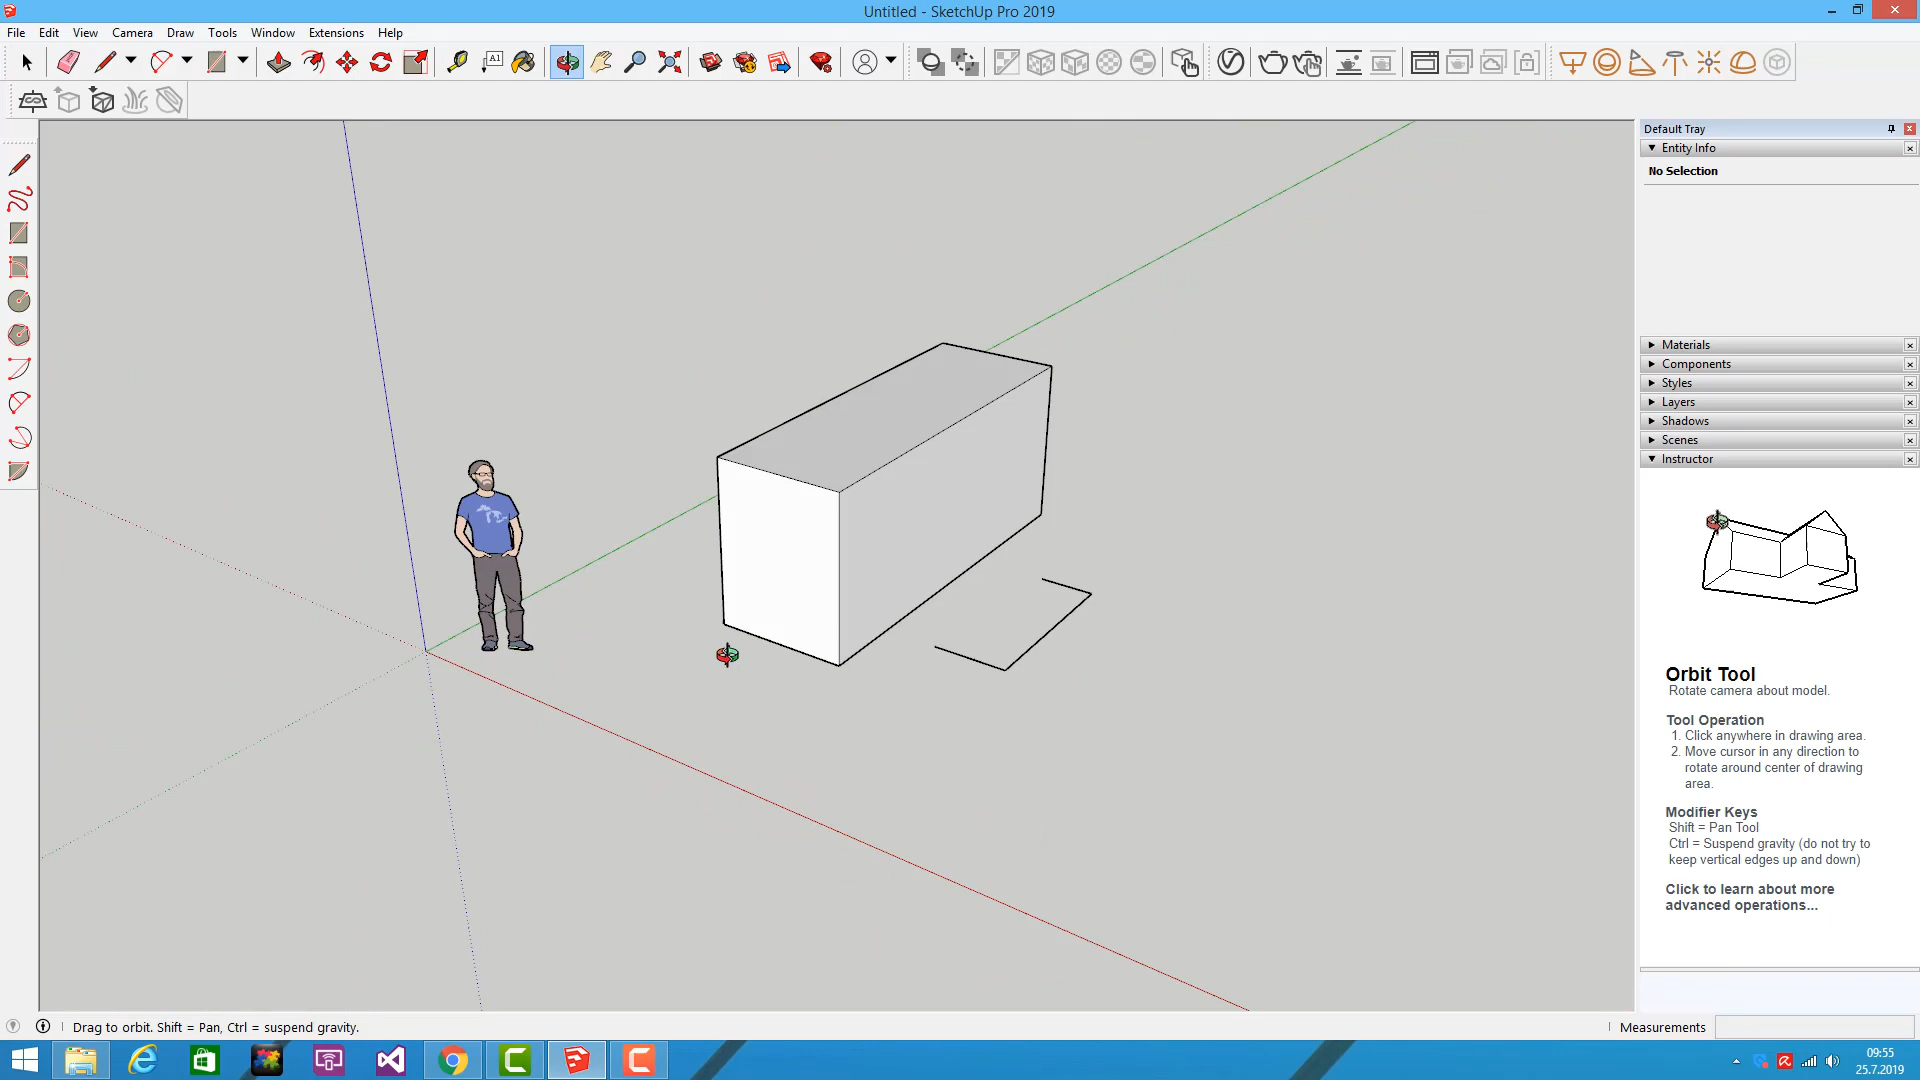 Untitled - SketchUp Pro 2019
File Edit View Camera Draw Tools Window Extensions Help
A1
Default Tray
Entity Info
No Selection
Materials
Components
Styles
Layers
Shadows
Scenes
Instructor
Orbit Tool
Rotate camera about model.
Tool Operation
1. Click anywhere in drawing area.
2. Move cursor in any direction to
rotate around center of drawing
area.
Modifier Keys
Shift = Pan Tool
Ctrl = Suspend gravity (do not try to
keep vertical edges up and down)
Click to learn about more
advanced operations...
Drag to orbit. Shift = Pan, Ctrl = suspend gravity.
Measurements
09:55
25.7.2019